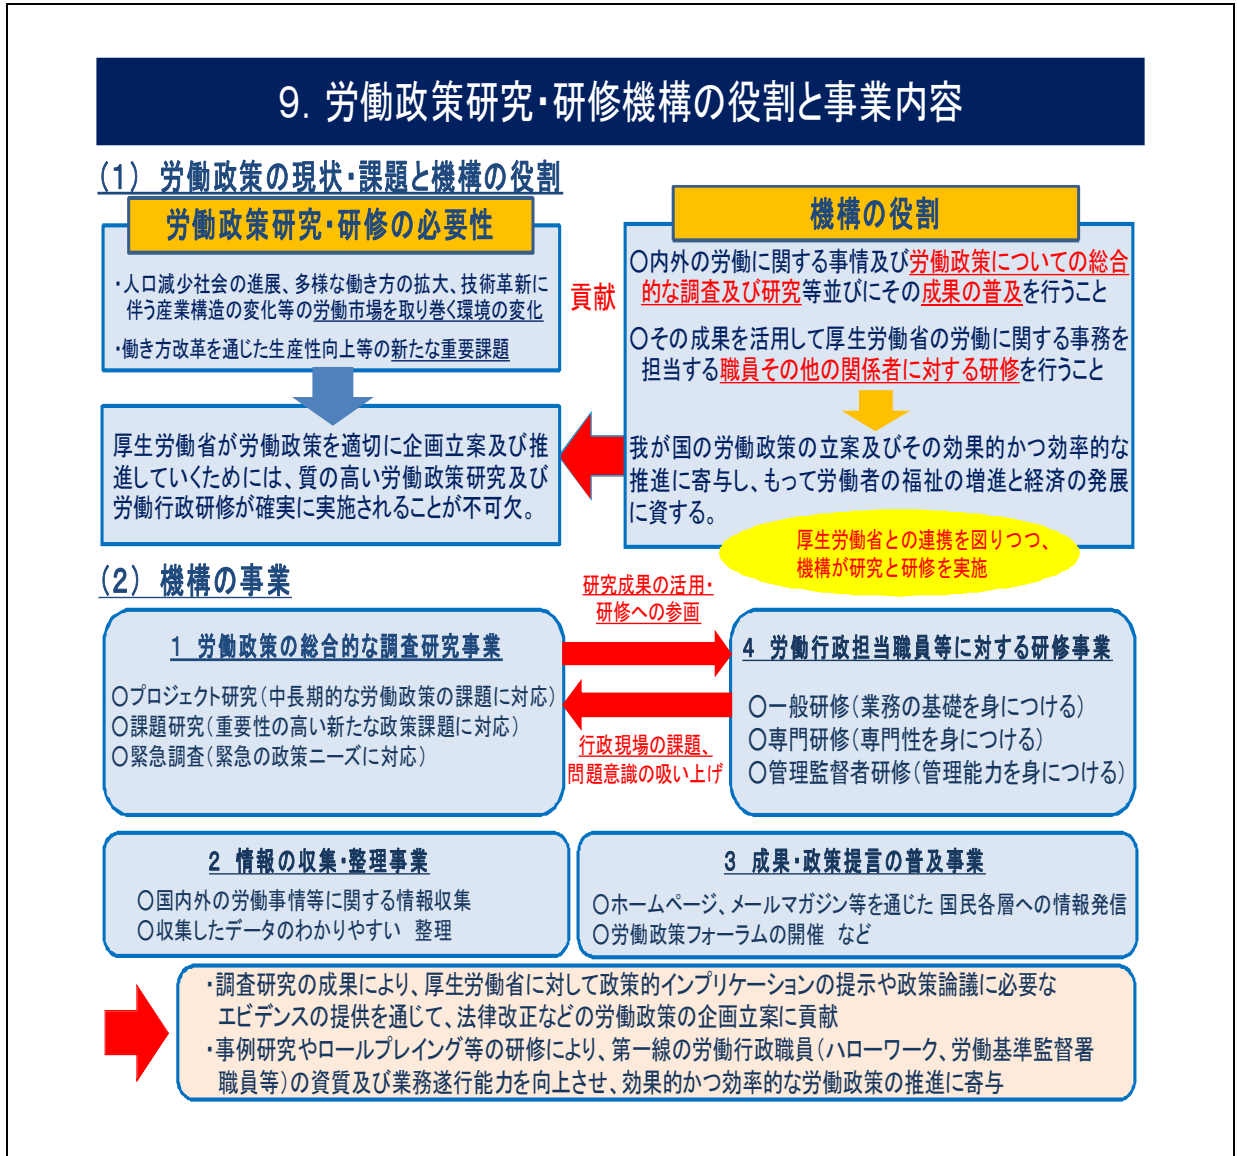 9．労働政策研究・研修機構の役割と事業内容
（1） 労働政策の現状・課題と機構の役割
労働政策研究・研修の必要性
・人口減少社会の進展、多様な働き方の拡大、技術革新に
伴う産業構造の変化等の労働市場を取り巻く環境の変化
・働き方改革を通じた生産性向上等の新たな重要課題
厚生労働省が労働政策を適切に企画立案及び推
進していくためには、質の高い労働政策研究及び
労働行政研修が確実に実施されることが不可欠。
貢献
機構の役割
○内外の労働に関する事情及び労働政策についての総合
的な調査及び研究等並びにその成果の普及を行うこと
○その成果を活用して厚生労働省の労働に関する事務を
担当する職員その他の関係者に対する研修を行うこと
我が国の労働政策の立案及びその効果的かつ効率的な
推進に寄与し、もって労働者の福祉の増進と経済の発展
に資する。
厚生労働省との連携を図りつつ、
機構が研究と研修を実施
（2） 機構の事業
1 労働政策の総合的な調査研究事業
○プロジェクト研究（中長期的な労働政策の課題に対応）
○課題研究（重要性の高い新たな政策課題に対応）
○緊急調査（緊急の政策ニーズに対応）
研究成果の活用・
研修への参画
行政現場の課題、
問題意識の吸い上げ
4 労働行政担当職員等に対する研修事業
○一般研修（業務の基礎を身につける）
○専門研修（専門性を身につける）
○管理監督者研修（管理能力を身につける）
2 情報の収集・整理事業
○国内外の労働事情等に関する情報収集
○収集したデータのわかりやすい 整理
3 成果・政策提言の普及事業
○ホームページ、メールマガジン等を通じた 国民各層への情報発信
○労働政策フォーラムの開催 など
・調査研究の成果により、厚生労働省に対して政策的インプリケーションの提示や政策論議に必要な
エビデンスの提供を通じて、法律改正などの労働政策の企画立案に貢献
・事例研究やロールプレイング等の研修により、第一線の労働行政職員（ハローワーク、労働基準監督署
職員等）の資質及び業務遂行能力を向上させ、効果的かつ効率的な労働政策の推進に寄与